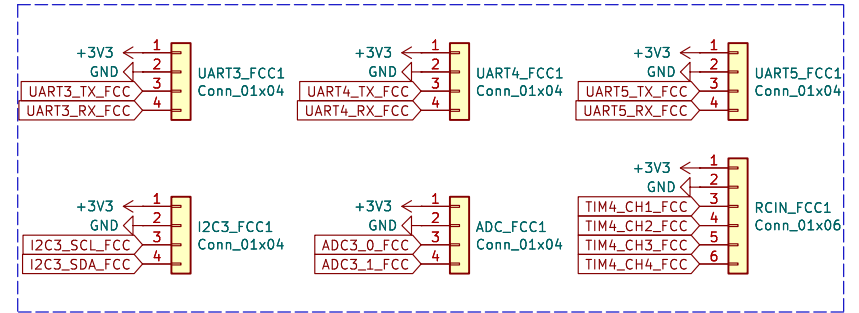 +3V3 1
GND 2
UART3_TX_FCC 3
UART3_RX_FCC 4
UART3_FCC1
Conn_01x04
+3V3 1
GND 2
UART4_TX_FCC 3
UART4_RX_FCC 4
UART4_FCC1
Conn_01x04
+3V3 1
GND 2
UART5_TX_FCC 3
UART5_RX_FCC 4
UART5_FCC1
Conn_01x04
+3V3 1
GND 2
I2C3_SCL_FCC 3
I2C3_SDA_FCC 4
I2C3_FCC1
Conn_01x04
+3V3 1
GND 2
ADC3_0_FCC 3
ADC3_1_FCC 4
ADC_FCC1
Conn_01x04
+3V3 1
GND 2
TIM4_CH1_FCC 3
TIM4_CH2_FCC 4
TIM4_CH3_FCC 5
TIM4_CH4_FCC 6
RCIN_FCC1
Conn_01x06